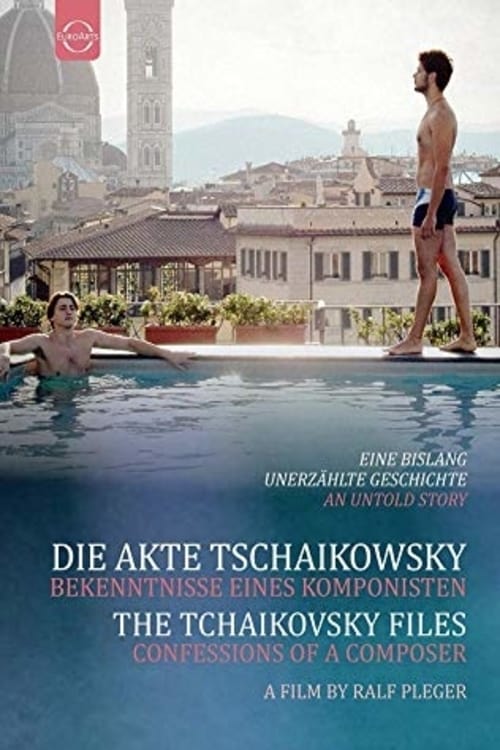 EUROARTS
EINE BISLANG
UNERZÄHLTE GESCHICHTE
AN UNTOLD STORY
DIE AKTE TSCHAIKOWSKY
BEKENNTNISSE EINES KOMPONISTEN
THE TCHAIKOVSKY FILES
CONFESSIONS OF A COMPOSER
A FILM BY RALF PLEGER